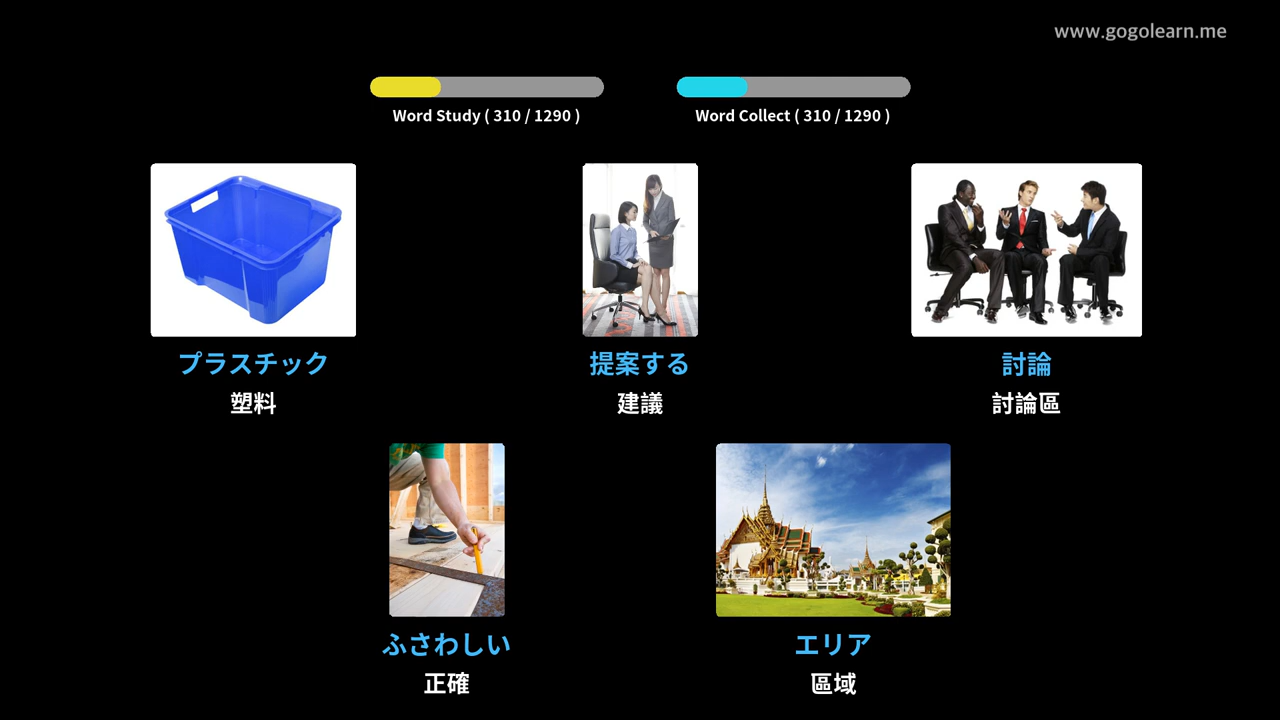 www.gogolearn.me
Word Study ( 310 / 1290 )
Word Collect ( 310 / 1290 )
プラスチック
塑料
提案する
建議
討論
討論區
ふさわしい
正確
エリア
區域